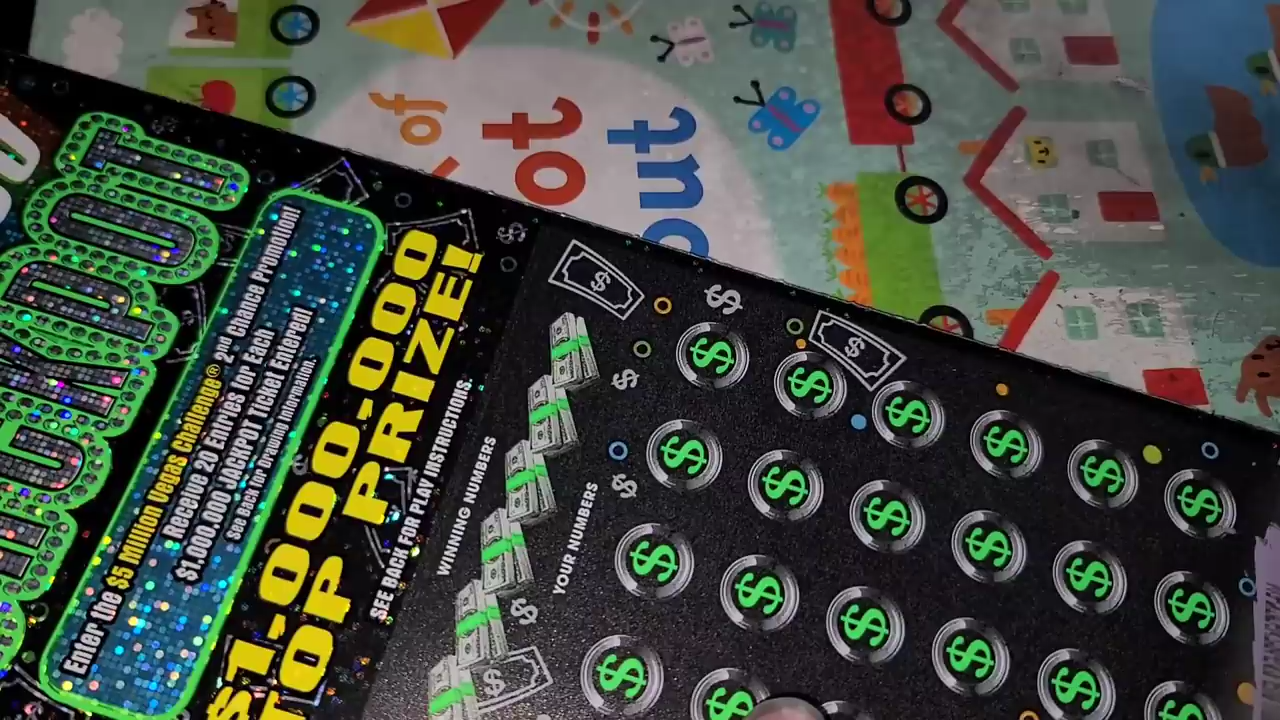 of
ot
out
JACKPOT
Enter the $5 Million Vegas Challenge® 2nd Chance Promotion!
Receive 20 Entries for Each
$1,000,000 JACKPOT Ticket Entered!
See Back for Drawing Information!
$1,000,000
TOP PRIZE!
SEE BACK FOR PLAY INSTRUCTIONS.
WINNING NUMBERS
YOUR NUMBERS